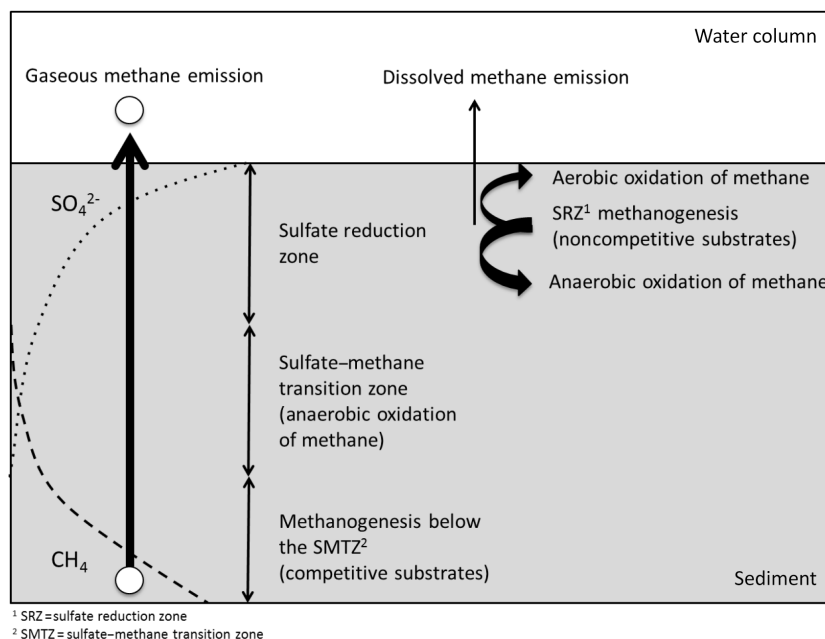 Water column
Gaseous methane emission
Dissolved methane emission
SO₄²⁻
Aerobic oxidation of methane
SRZ¹ methanogenesis
(noncompetitive substrates)
Anaerobic oxidation of methane
Sulfate reduction
zone
Sulfate–methane
transition zone
(anaerobic oxidation
of methane)
Methanogenesis below
the SMTZ²
(competitive substrates)
CH₄
Sediment
¹ SRZ=sulfate reduction zone
² SMTZ=sulfate–methane transition zone